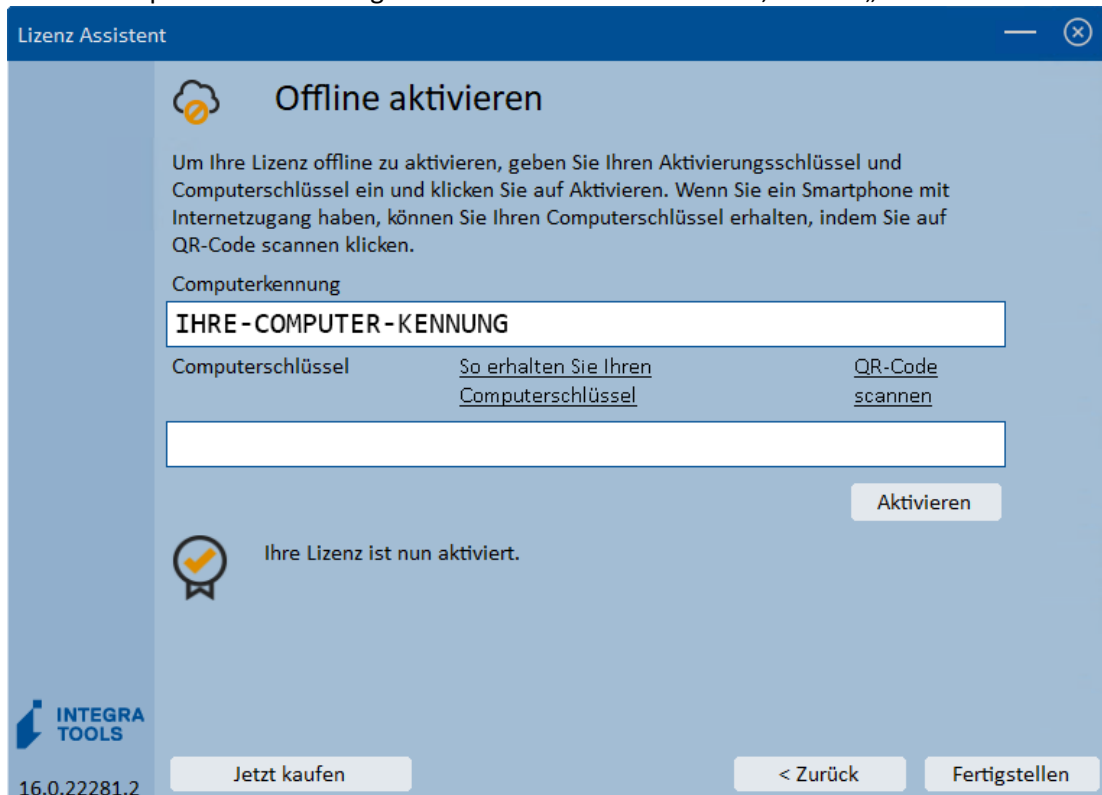 Lizenz Assistent
Offline aktivieren
Um Ihre Lizenz offline zu aktivieren, geben Sie Ihren Aktivierungsschlüssel und
Computerschlüssel ein und klicken Sie auf Aktivieren. Wenn Sie ein Smartphone mit
Internetzugang haben, können Sie Ihren Computerschlüssel erhalten, indem Sie auf
QR-Code scannen klicken.
Computerkennung
IHRE-COMPUTER-KENNUNG
Computerschlüssel
So erhalten Sie Ihren
Computerschlüssel
QR-Code
scannen
Aktivieren
Ihre Lizenz ist nun aktiviert.
INTEGRA
TOOLS
16.0.22281.2
Jetzt kaufen
< Zurück
Fertigstellen